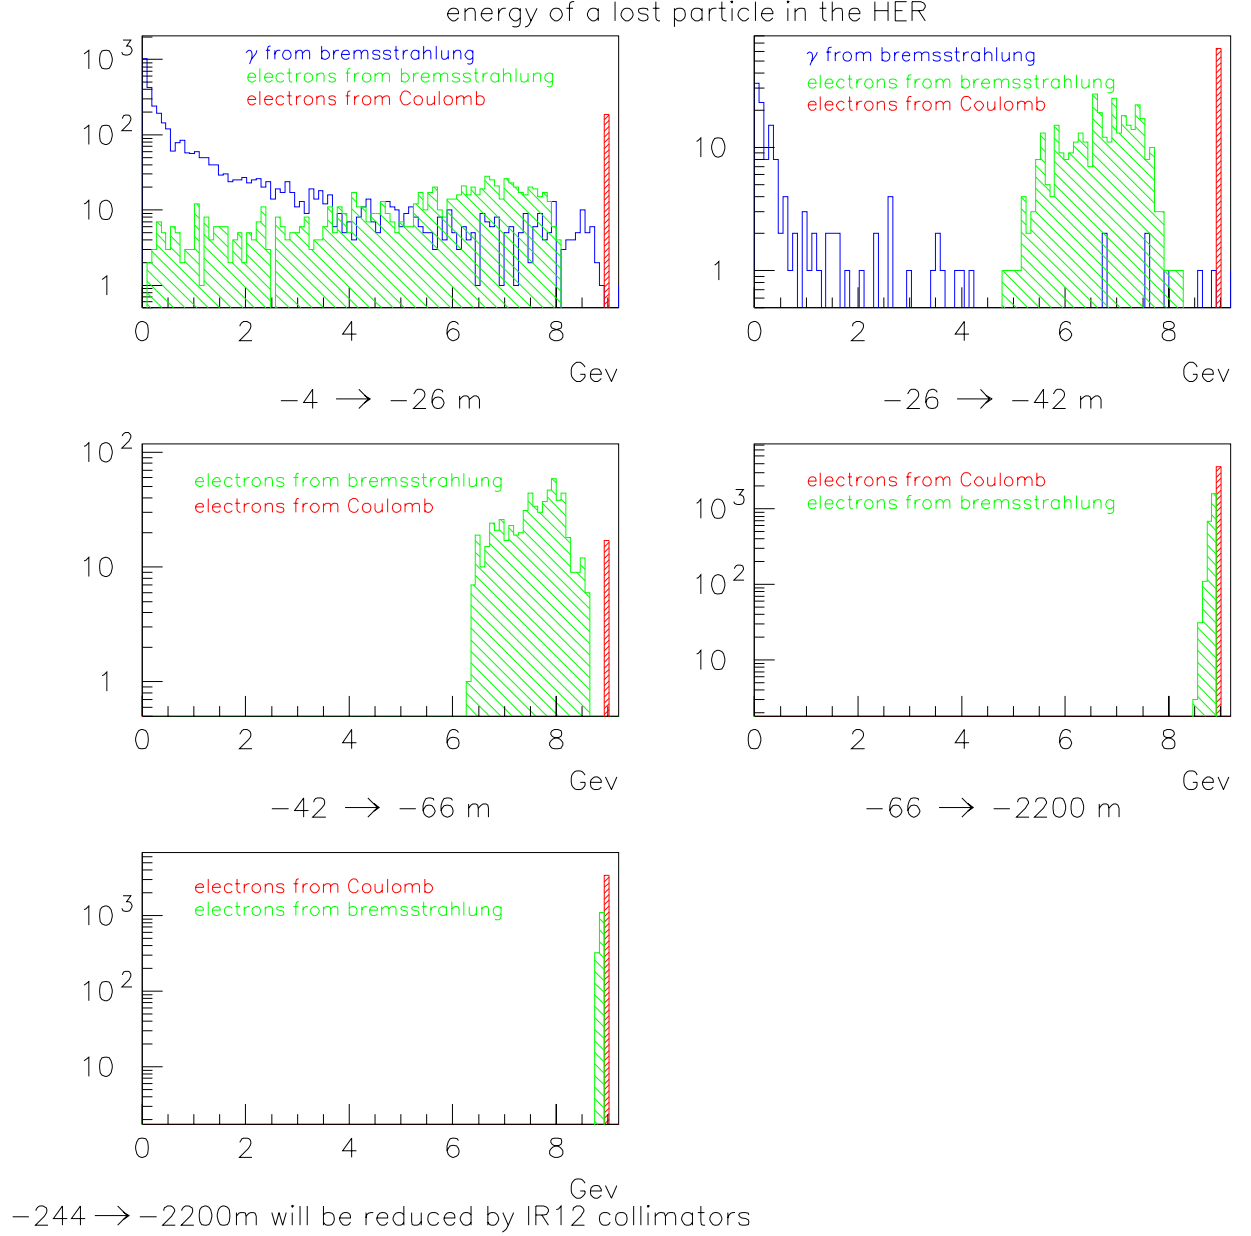 energy of a lost particle in the HER
10^3
10^2
10
1
γ from bremsstrahlung
electrons from bremsstrahlung
electrons from Coulomb
0 2 4 6 8
Gev
−4 → −26 m
10
1
γ from bremsstrahlung
electrons from bremsstrahlung
electrons from Coulomb
0 2 4 6 8
Gev
−26 → −42 m
10^2
10
1
electrons from bremsstrahlung
electrons from Coulomb
0 2 4 6 8
Gev
−42 → −66 m
10^3
10^2
10
electrons from Coulomb
electrons from bremsstrahlung
0 2 4 6 8
Gev
−66 → −2200 m
10^3
10^2
10
electrons from Coulomb
electrons from bremsstrahlung
0 2 4 6 8
Gev
−244 → −2200m will be reduced by IR12 collimators